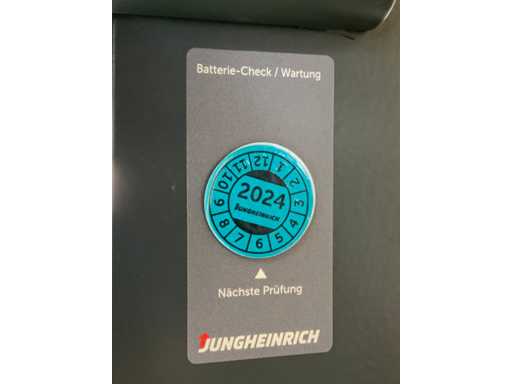 Batterie-Check / Wartung
11 12 1
10 2
9 2024 3
JUNGHEINRICH
8 4
7 6 5
Nächste Prüfung
JUNGHEINRICH